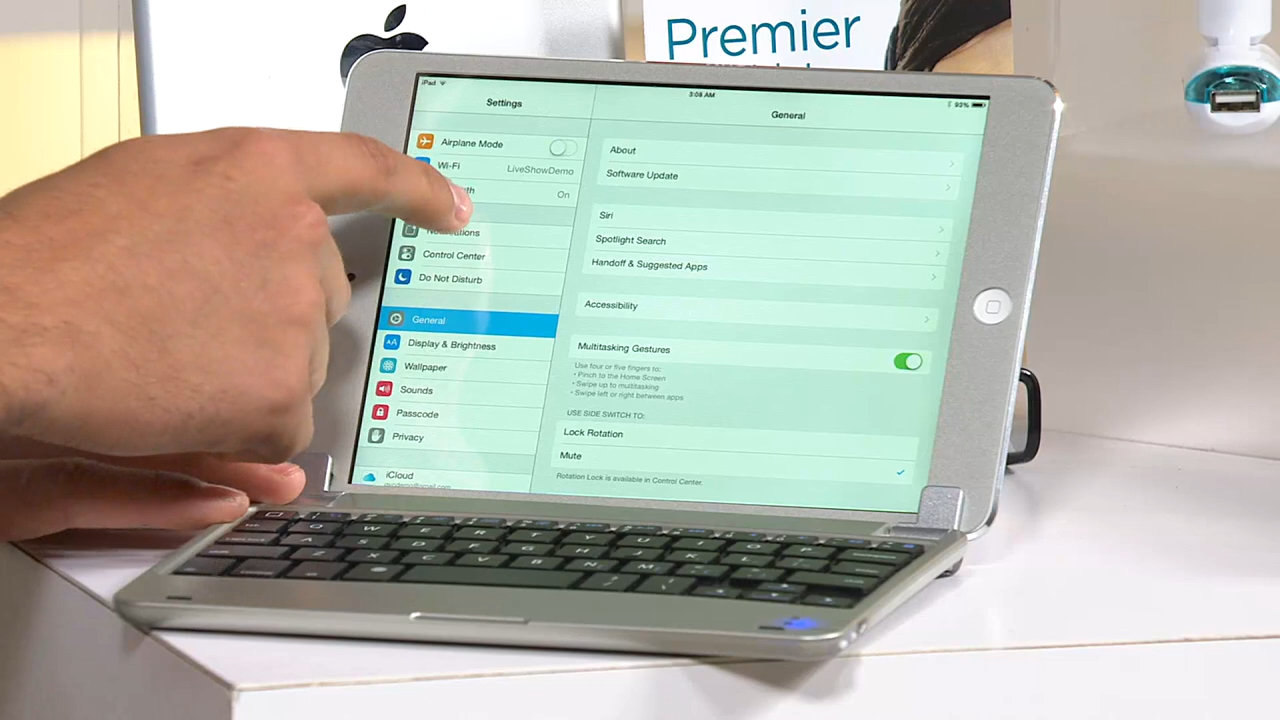 Premier
iPad
3:08 AM
93%
Settings
General
Airplane Mode
Wi-Fi
LiveShowDemo
On
Control Center
Do Not Disturb
General
Display & Brightness
Wallpaper
Sounds
Passcode
Privacy
iCloud
About
Software Update
Siri
Spotlight Search
Handoff & Suggested Apps
Accessibility
Multitasking Gestures
Use four or five fingers to:
• Pinch to the Home Screen
• Swipe up to multitasking
• Swipe left or right between apps
USE SIDE SWITCH TO:
Lock Rotation
Mute
Rotation Lock is available in Control Center.
Q W E R T Y U I O P
A S D F G H J K L
Z X C V B N M